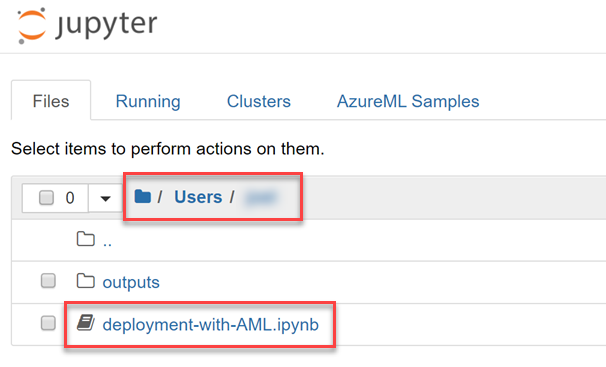 jupyter
Files Running Clusters AzureML Samples
Select items to perform actions on them.
0 / Users /
..
outputs
deployment-with-AML.ipynb